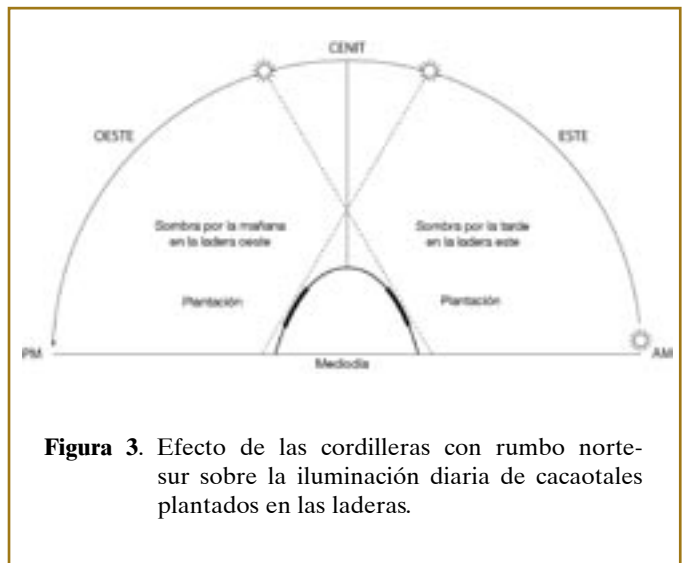 CENIT
OESTE
ESTE
Sombra por la mañana
en la ladera oeste
Sombra por la tarde
en la ladera este
Plantación
Plantación
PM
AM
Mediodía
Figura 3. Efecto de las cordilleras con rumbo norte-
sur sobre la iluminación diaria de cacaotales
plantados en las laderas.